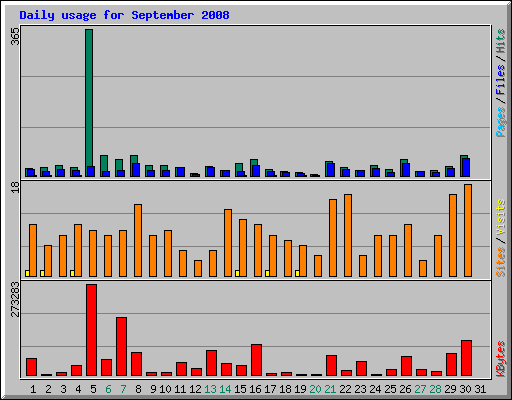 Daily usage for September 2008
365
Pages / Files / Hits
18
Sites / Visits
273283
KBytes
1 2 3 4 5 6 7 8 9 10 11 12 13 14 15 16 17 18 19 20 21 22 23 24 25 26 27 28 29 30 31